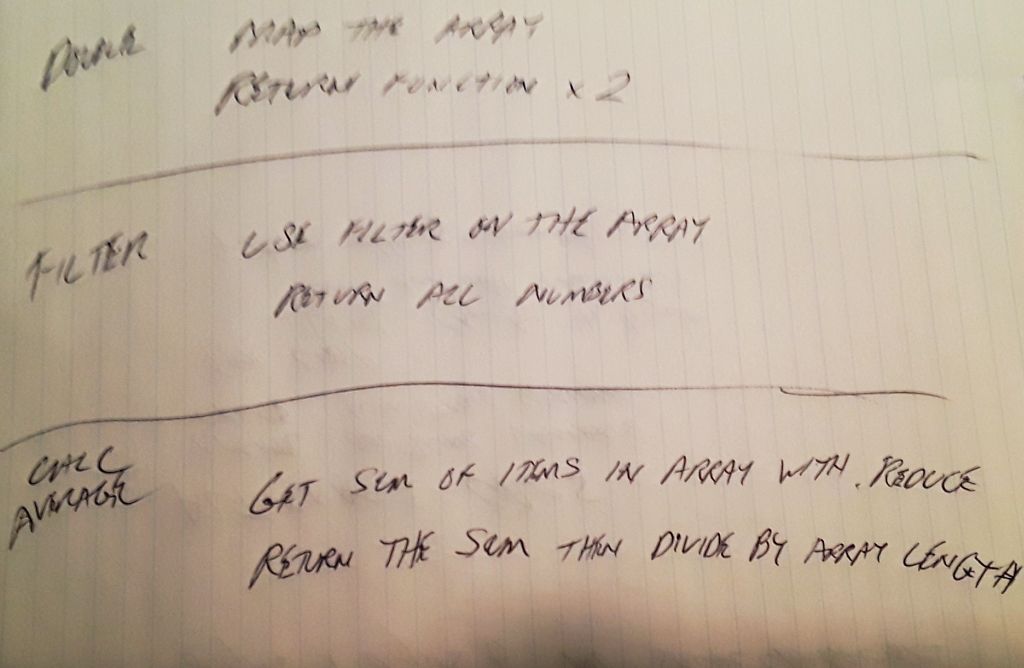 DOUBLE MAP THE ARRAY
RETURN FUNCTION x 2
FILTER USE FILTER ON THE ARRAY
RETURN ALL NUMBERS
CALC
AVERAGE
GET SUM OF ITEMS IN ARRAY WITH .REDUCE
RETURN THE SUM THEN DIVIDE BY ARRAY LENGTH